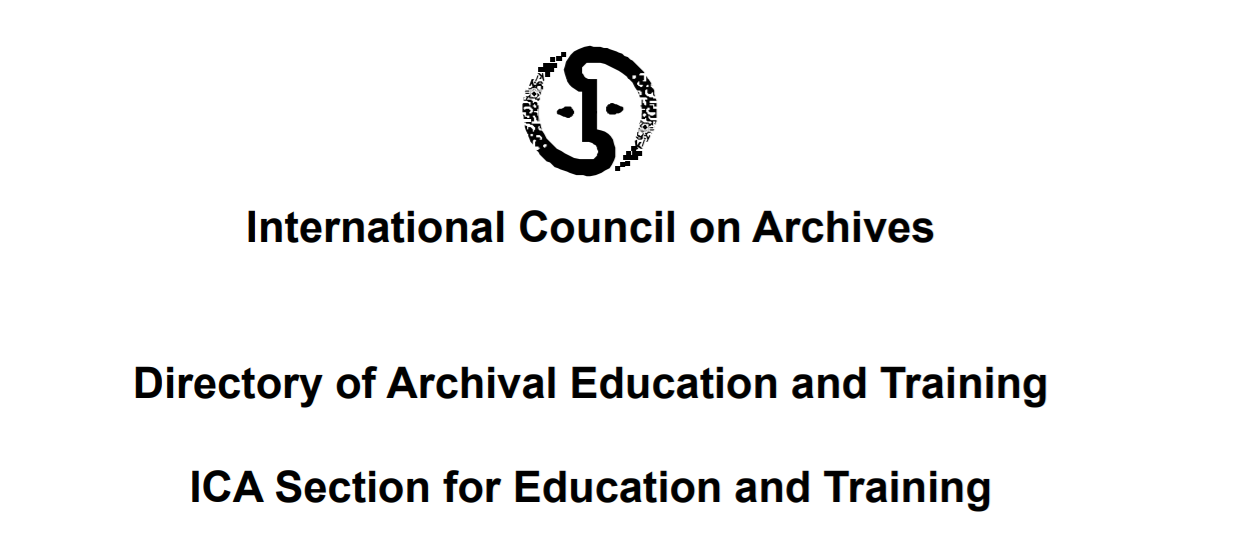 International Council on Archives
Directory of Archival Education and Training
ICA Section for Education and Training